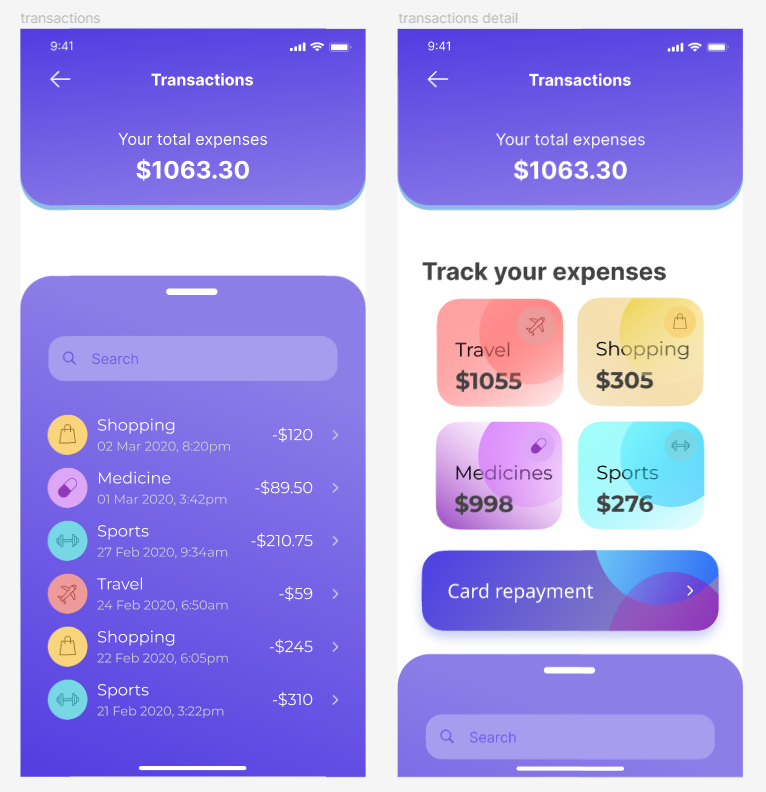 transactions
9:41
Transactions
Your total expenses
$1063.30
Search
Shopping
02 Mar 2020, 8:20pm
-$120
Medicine
01 Mar 2020, 3:42pm
-$89.50
Sports
27 Feb 2020, 9:34am
-$210.75
Travel
24 Feb 2020, 6:50am
-$59
Shopping
22 Feb 2020, 6:05pm
-$245
Sports
21 Feb 2020, 3:22pm
-$310
transactions detail
9:41
Transactions
Your total expenses
$1063.30
Track your expenses
Travel
$1055
Shopping
$305
Medicines
$998
Sports
$276
Card repayment
Search